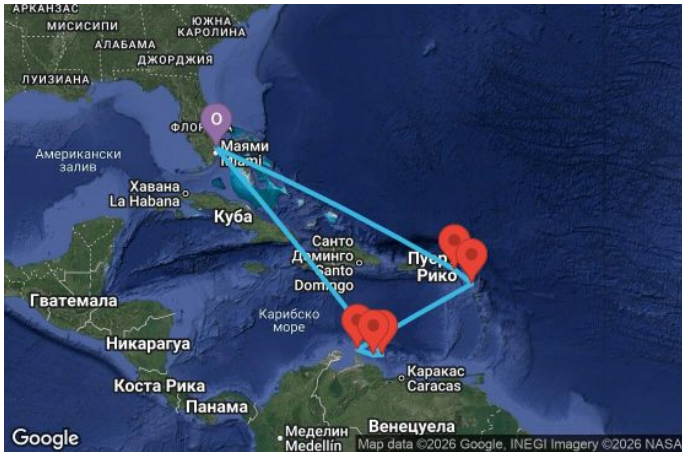 АРКАНЗАС
МИСИСИПИ
АЛАБАМА
ЮЖНА
КАРОЛИНА
ДЖОРДЖИЯ
ЛУИЗИАНА
O
Маями
Miami
Американски
залив
Хавана
La Habana
Куба
Санто
Доминго
Santo
Domingo
Рико
Гватемала
Карибско
море
Никарагуа
Каракас
Caracas
Коста Рика
Панама
Меделин
Medellín
Венецуела
Google
Map data ©2026 Google, INEGI Imagery ©2026 NASA